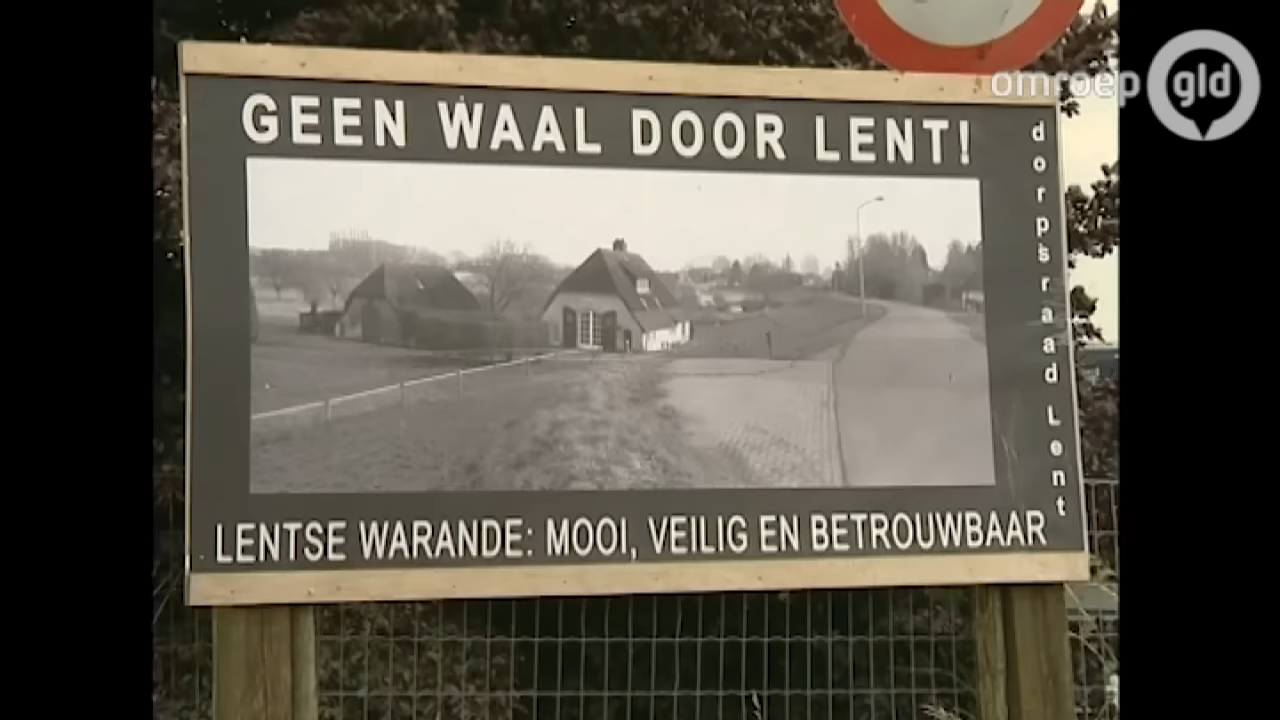 omroep gld
GEEN WAAL DOOR LENT!
dorpsraad Lent
LENTSE WARANDE: MOOI, VEILIG EN BETROUWBAAR